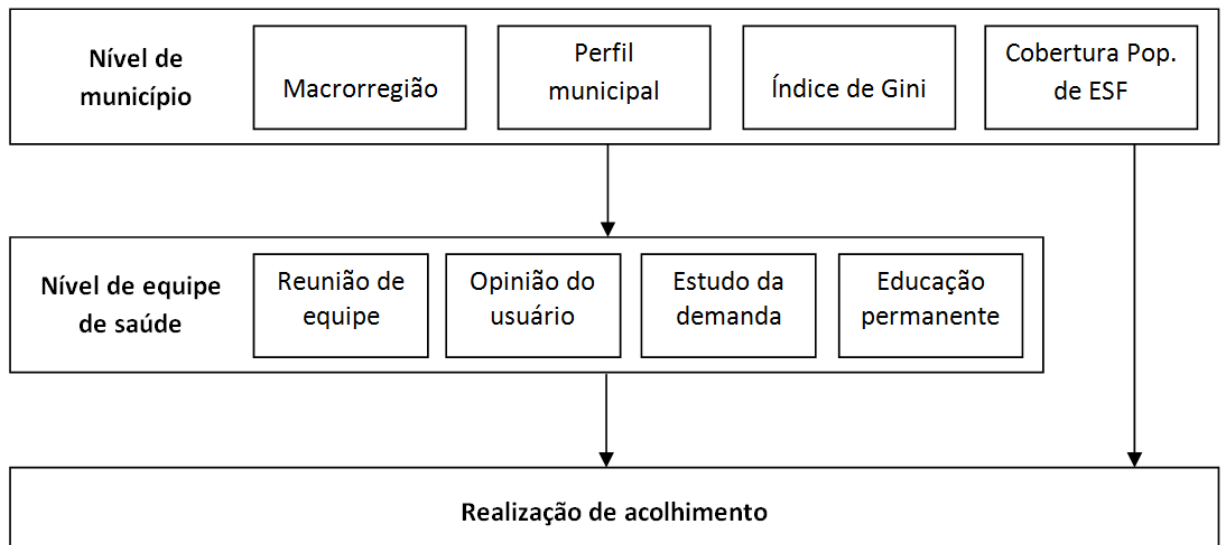 Nível de
município
Macrorregião
Perfil
municipal
Índice de Gini
Cobertura Pop.
de ESF
Nível de equipe
de saúde
Reunião de
equipe
Opinião do
usuário
Estudo da
demanda
Educação
permanente
Realização de acolhimento